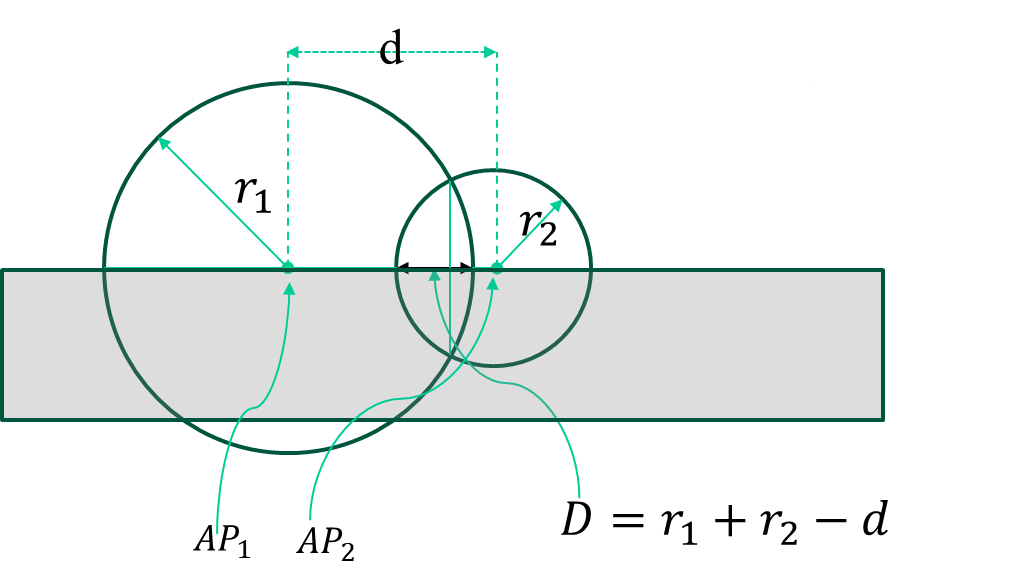 d
r₁
r₂
AP₁
AP₂
D = r₁ + r₂ − d